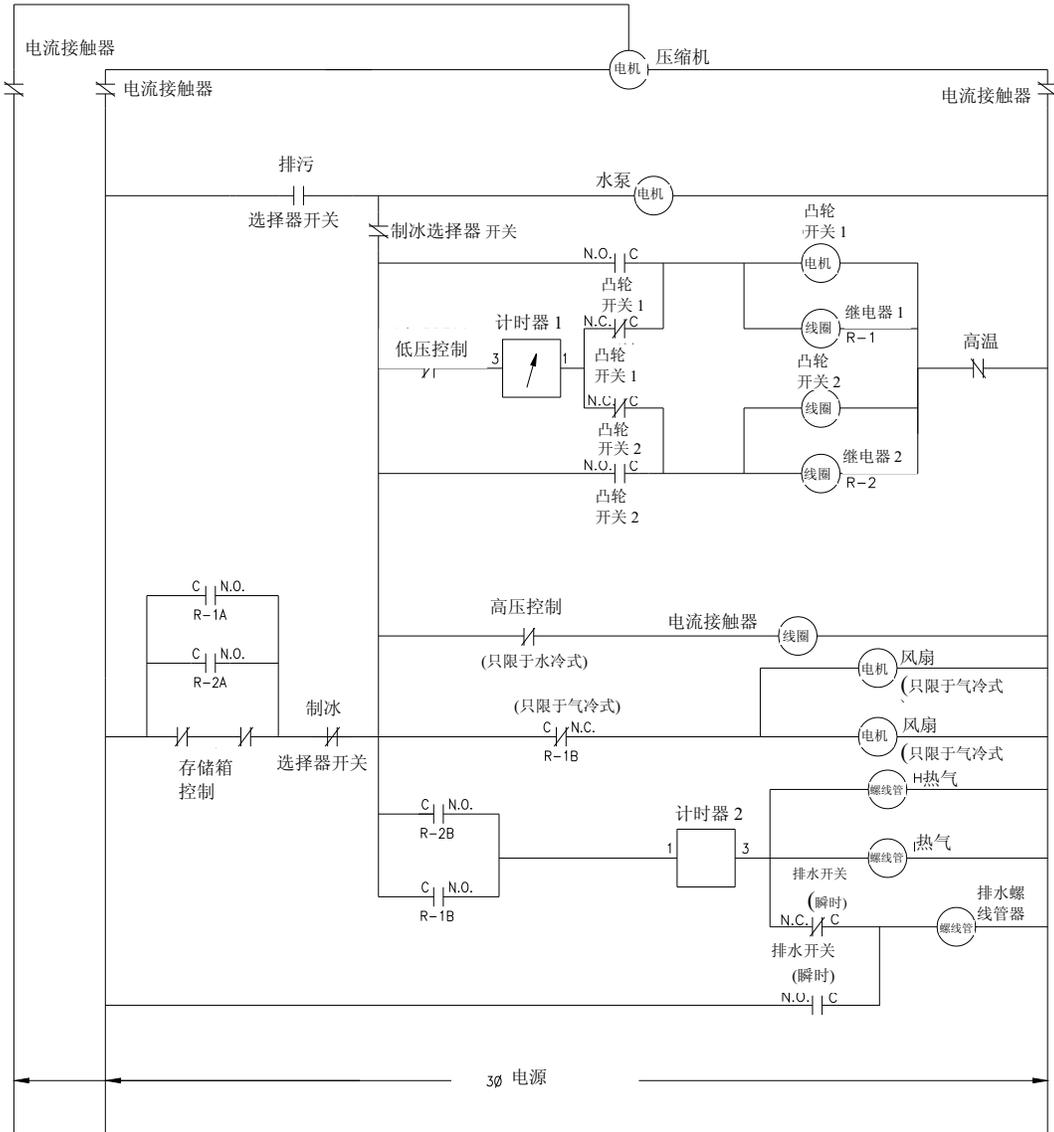 电流接触器
压缩机
电机
电流接触器
电流接触器
排污
选择器开关
水泵
电机
制冰选择器 开关
凸轮
开关 1
N.O.
C
电机
凸轮
开关 1
计时器 1
N.C.
C
继电器 1
线圈
R-1
低压控制
3
1
凸轮
开关 1
凸轮
开关 2
高温
N.C.
C
线圈
凸轮
开关 2
N.O.
C
继电器 2
线圈
R-2
凸轮
开关 2
C
N.O.
R-1A
高压控制
电流接触器
线圈
(只限于水冷式)
C
N.O.
R-2A
电机
风扇
(只限于气冷式
(只限于气冷式)
制冰
选择器开关
C
N.C.
R-1B
电机
风扇
(只限于气冷式
存储箱
控制
螺线管
H热气
C
N.O.
R-2B
计时器 2
1
3
螺线管
热气
C
N.O.
R-1B
排水开关
(瞬时)
N.C.
C
排水螺
线管器
螺线管
排水开关
(瞬时)
N.O.
C
3Ø 电源